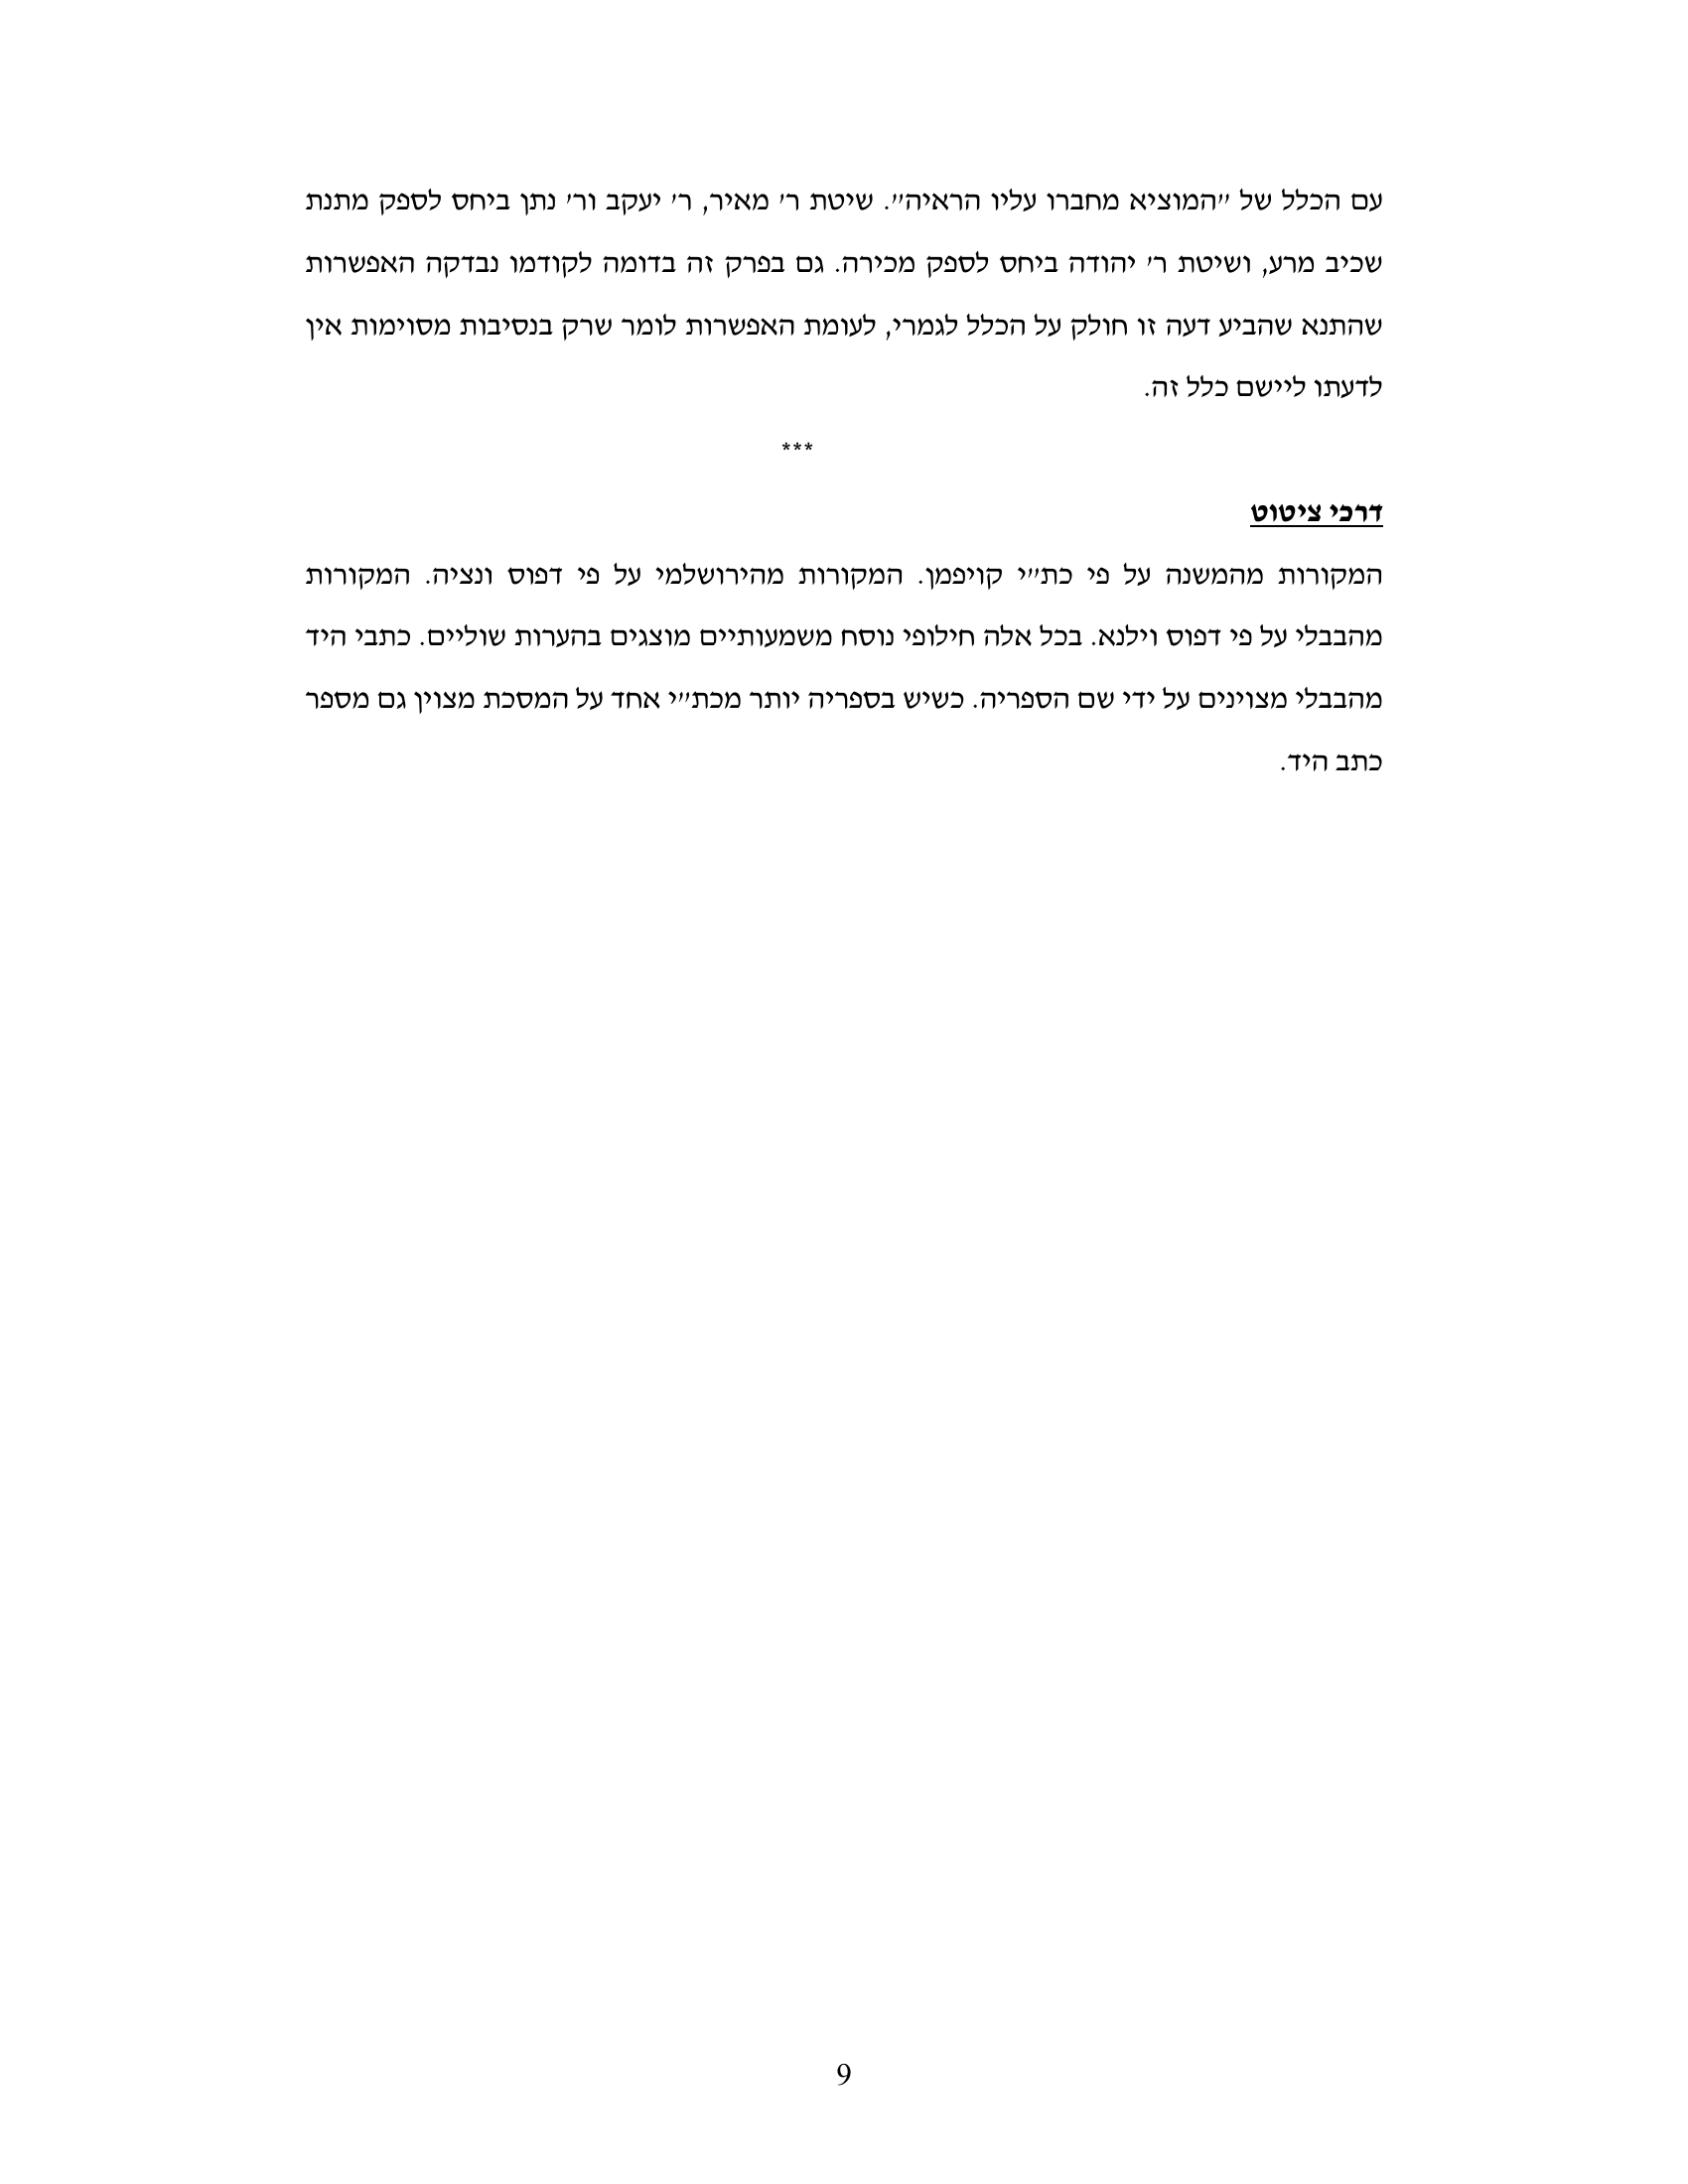 עם הכלל של "המוציא מחברו עליו הראיה". שיטת ר' מאיר, ר' יעקב ור' נתן ביחס לספק מתנת
שכיב מרע, ושיטת ר' יהודה ביחס לספק מכירה. גם בפרק זה בדומה לקודמו נבדקה האפשרות
שהתנא שהביע דעה זו חולק על הכלל לגמרי, לעומת האפשרות לומר שרק בנסיבות מסוימות אין
לדעתו ליישם כלל זה.
***
דרכי ציטוט
המקורות מהמשנה על פי כת"י קויפמן. המקורות מהירושלמי על פי דפוס ונציה. המקורות
מהבבלי על פי דפוס וילנא. בכל אלה חילופי נוסח משמעותיים מוצגים בהערות שוליים. כתבי היד
מהבבלי מצוינים על ידי שם הספריה. כשיש בספריה יותר מכת"י אחד על המסכת מצוין גם מספר
כתב היד.
9